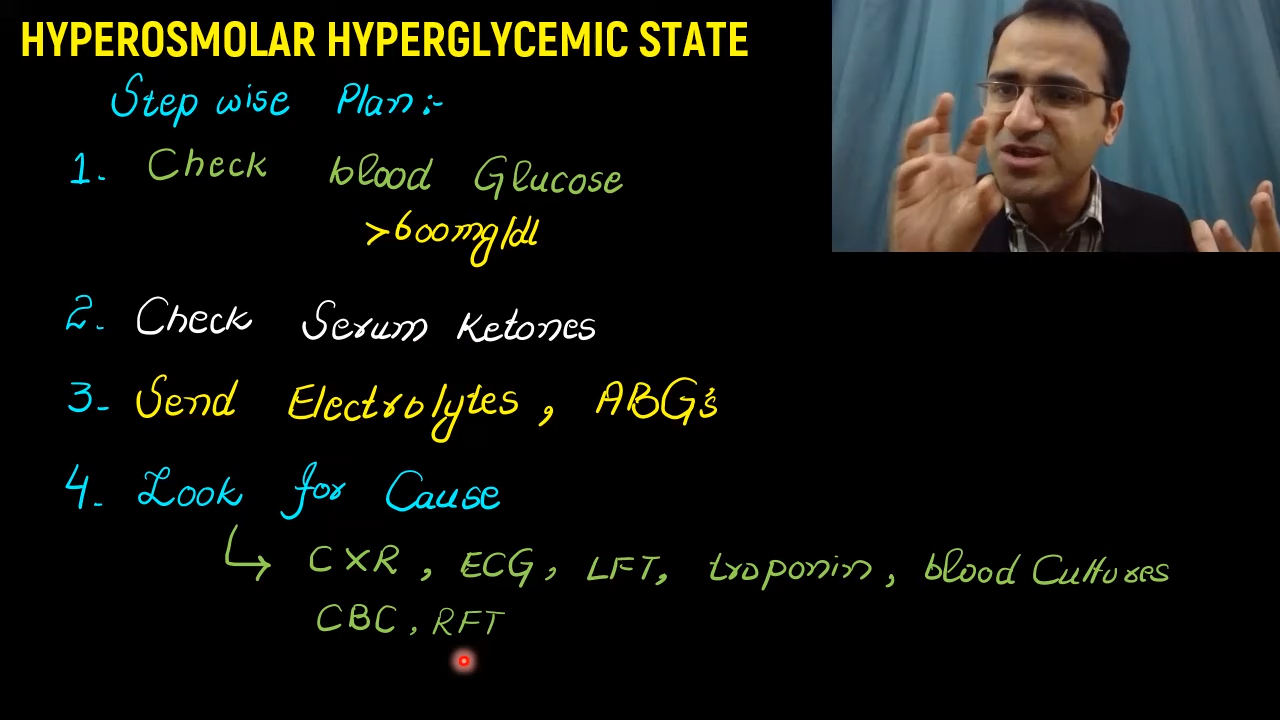 HYPEROSMOLAR HYPERGLYCEMIC STATE
Step wise Plan:-
1. Check blood Glucose
>600mg/dl
2. Check Serum Ketones
3- Send Electrolytes, ABG's
4- Look for Cause
↳ CXR, ECG, LFT, troponin, blood Cultures
CBC, RFT